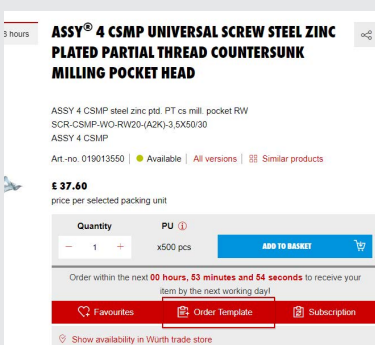 8 hours
ASSY® 4 CSMP UNIVERSAL SCREW STEEL ZINC
PLATED PARTIAL THREAD COUNTERSUNK
MILLING POCKET HEAD
ASSY 4 CSMP steel zinc ptd. PT cs mill. pocket RW
SCR-CSMP-WO-RW20-(A2K)-3,5X50/30
ASSY 4 CSMP
Art.-no. 019013550 | Available | All versions | Similar products
£ 37.60
price per selected packing unit
Quantity PU
− 1 + x500 pcs ADD TO BASKET
Order within the next 00 hours, 53 minutes and 54 seconds to receive your
item by the next working day!
Favourites Order Template Subscription
Show availability in Würth trade store